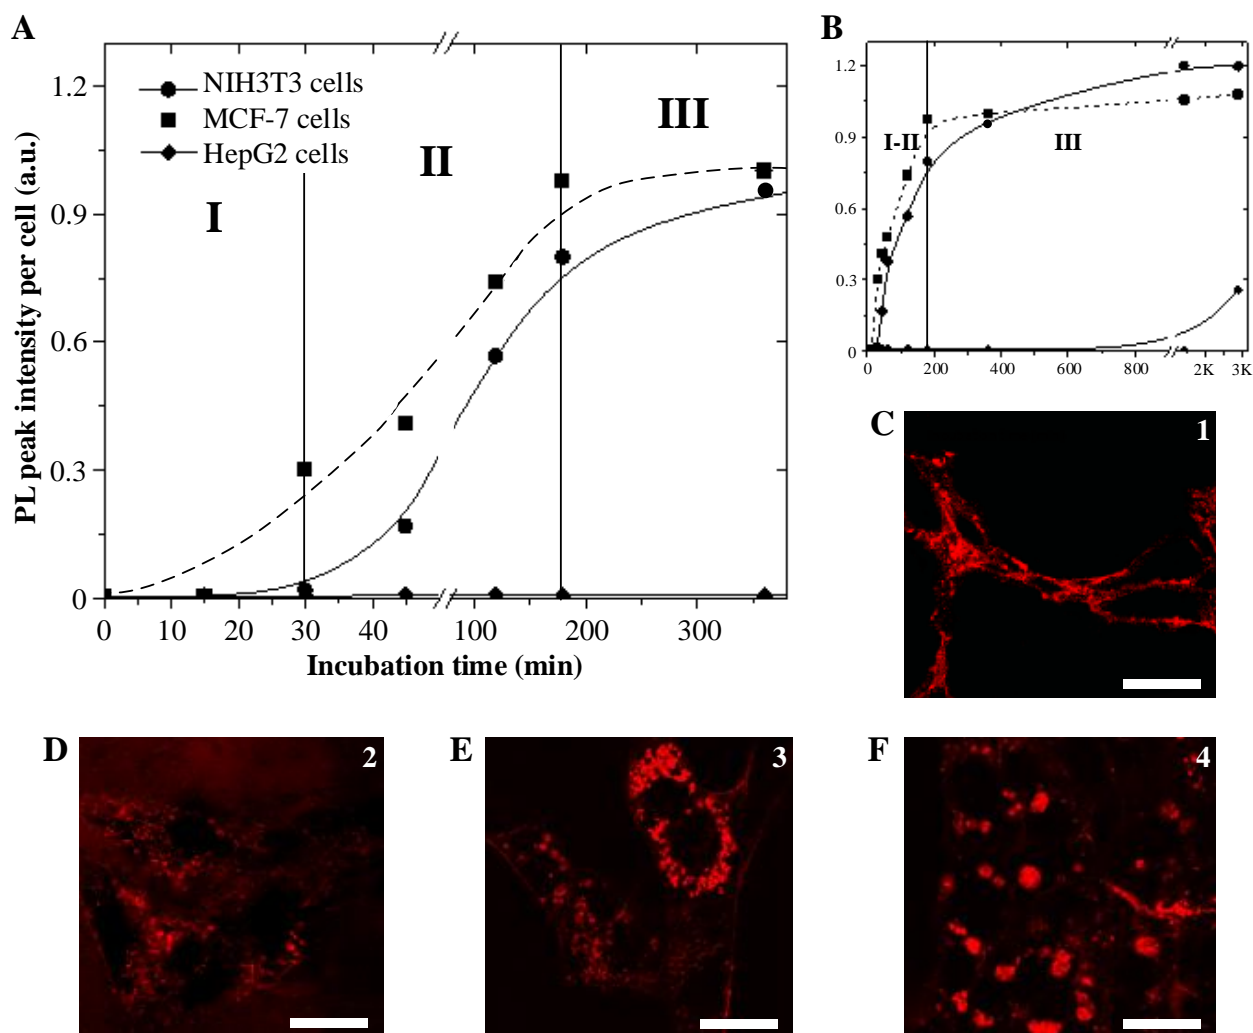 A
1.2
0.9
0.6
0.3
0
PL peak intensity per cell (a.u.)
NIH3T3 cells
MCF-7 cells
HepG2 cells
I
II
III
0 10 20 30 40 100 200 300
Incubation time (min)
B
1.2
0.9
0.6
0.3
0
I-II
III
0 200 400 600 800 2K 3K
C
1
D
2
E
3
F
4